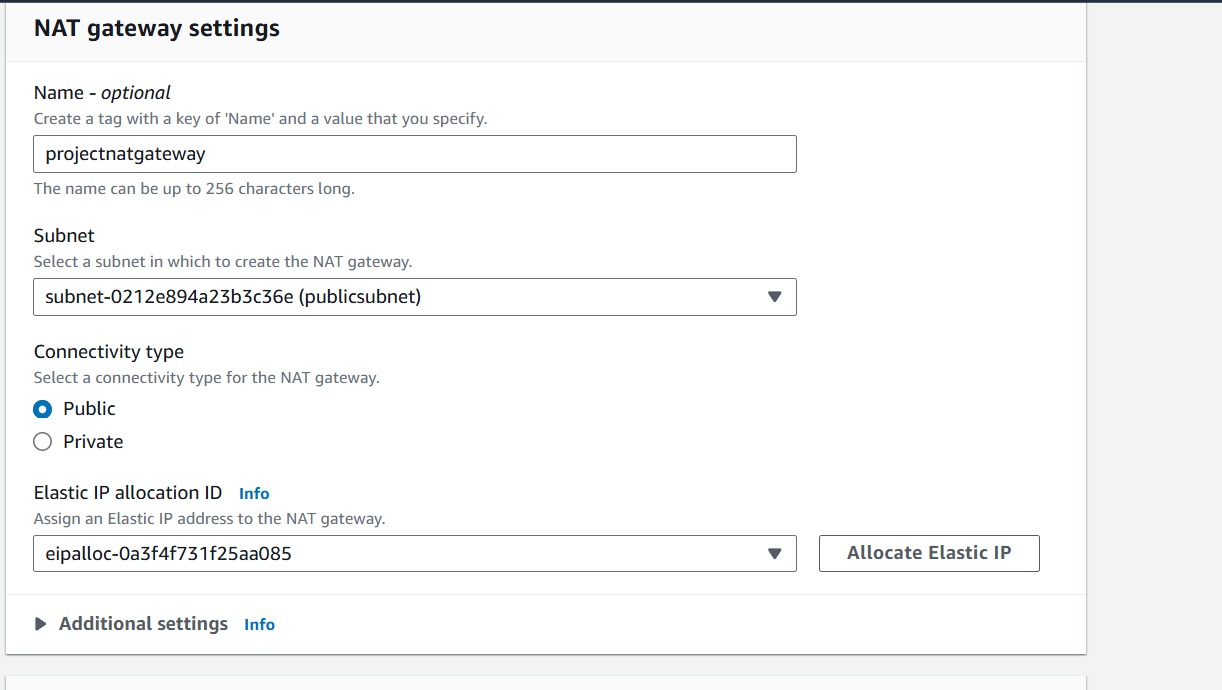 NAT gateway settings
Name - optional
Create a tag with a key of 'Name' and a value that you specify.
projectnatgateway
The name can be up to 256 characters long.
Subnet
Select a subnet in which to create the NAT gateway.
subnet-0212e894a23b3c36e (publicsubnet)
Connectivity type
Select a connectivity type for the NAT gateway.
Public
Private
Elastic IP allocation ID Info
Assign an Elastic IP address to the NAT gateway.
eipalloc-0a3f4f731f25aa085
Allocate Elastic IP
Additional settings Info